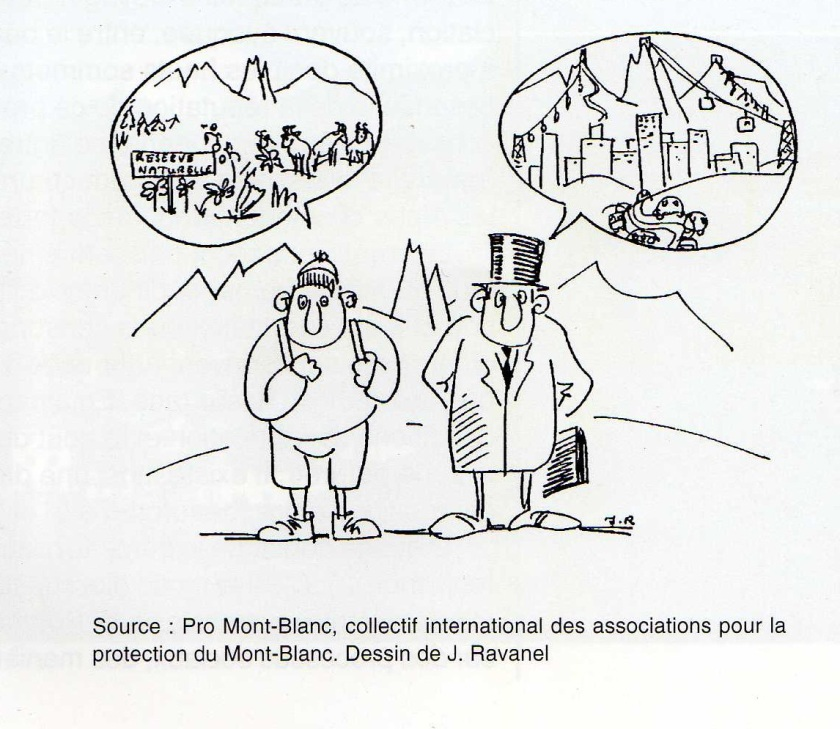 RESERVE
NATURELLE
J.R
Source : Pro Mont-Blanc, collectif international des associations pour la
protection du Mont-Blanc. Dessin de J. Ravanel